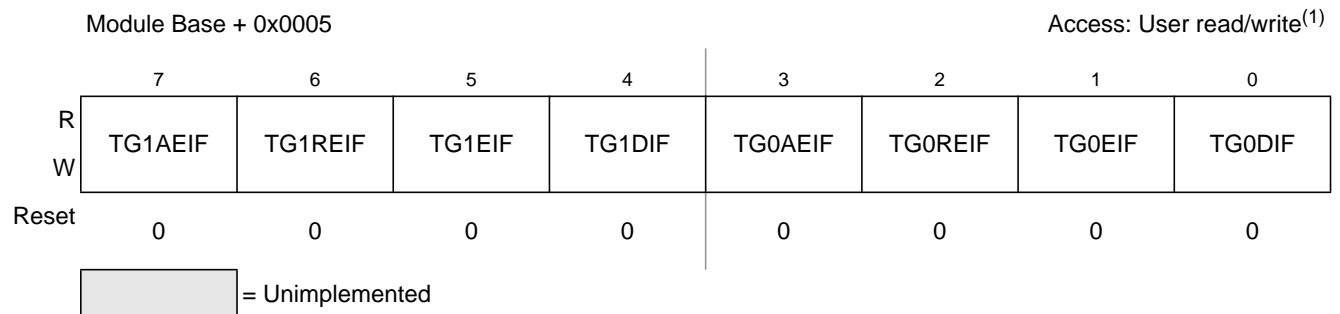 Module Base + 0x0005 Access: User read/write(1)
7 6 5 4 3 2 1 0
R
W
TG1AEIF TG1REIF TG1EIF TG1DIF TG0AEIF TG0REIF TG0EIF TG0DIF
Reset 0 0 0 0 0 0 0 0
= Unimplemented